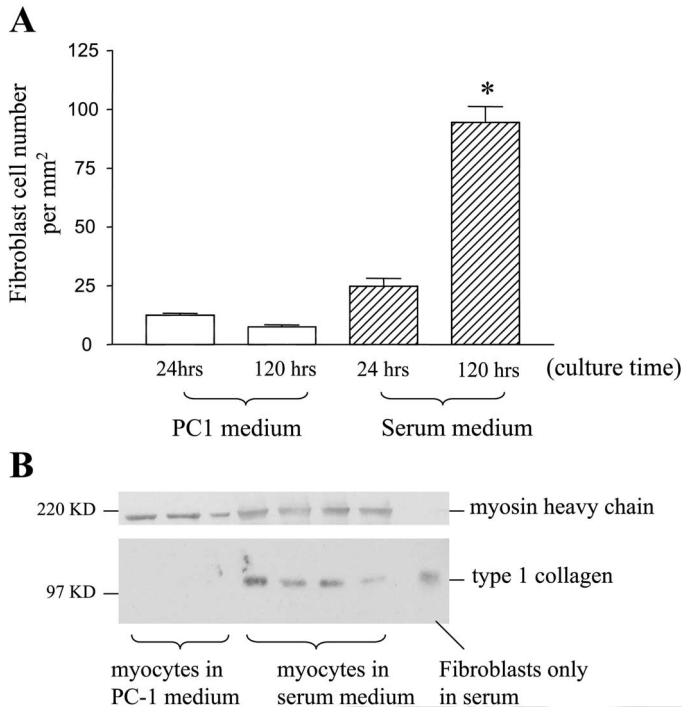 A
Fibroblast cell number
per mm²
125
100
75
50
25
0
*
24hrs 120 hrs 24 hrs 120 hrs (culture time)
PC1 medium Serum medium
B
220 KD myosin heavy chain
97 KD type 1 collagen
myocytes in myocytes in Fibroblasts only
PC-1 medium serum medium in serum